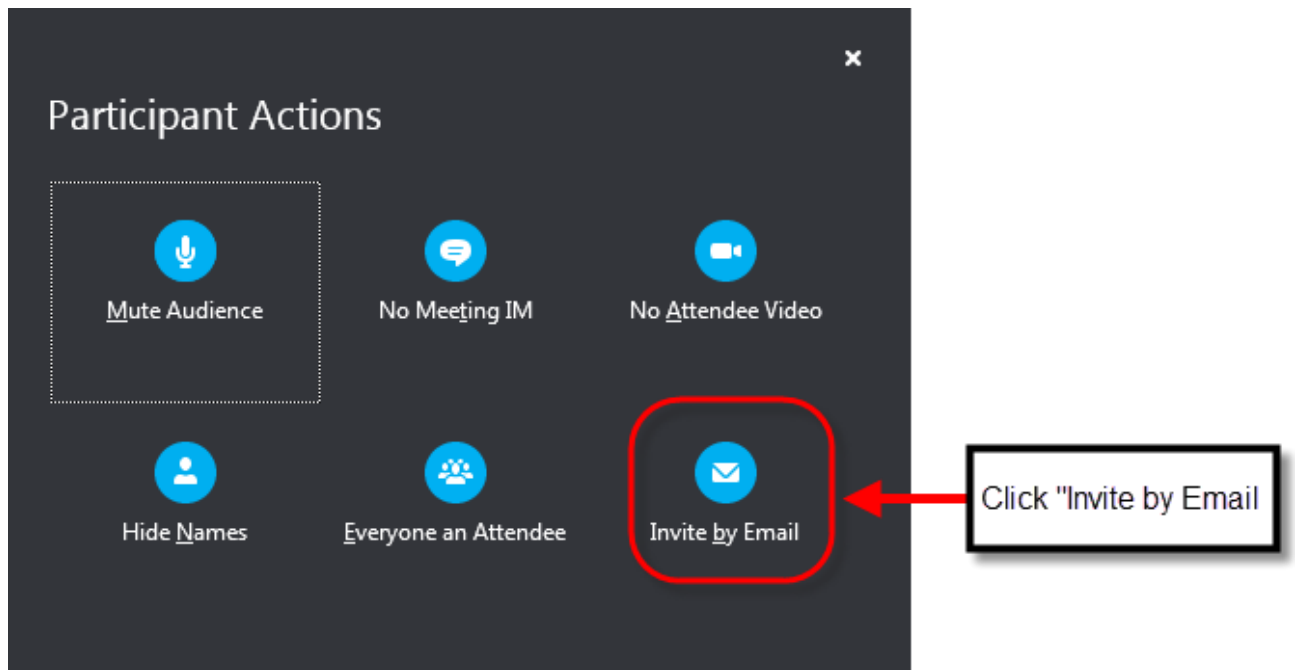 Participant Actions
Mute Audience
No Meeting IM
No Attendee Video
Hide Names
Everyone an Attendee
Invite by Email
Click "Invite by Email